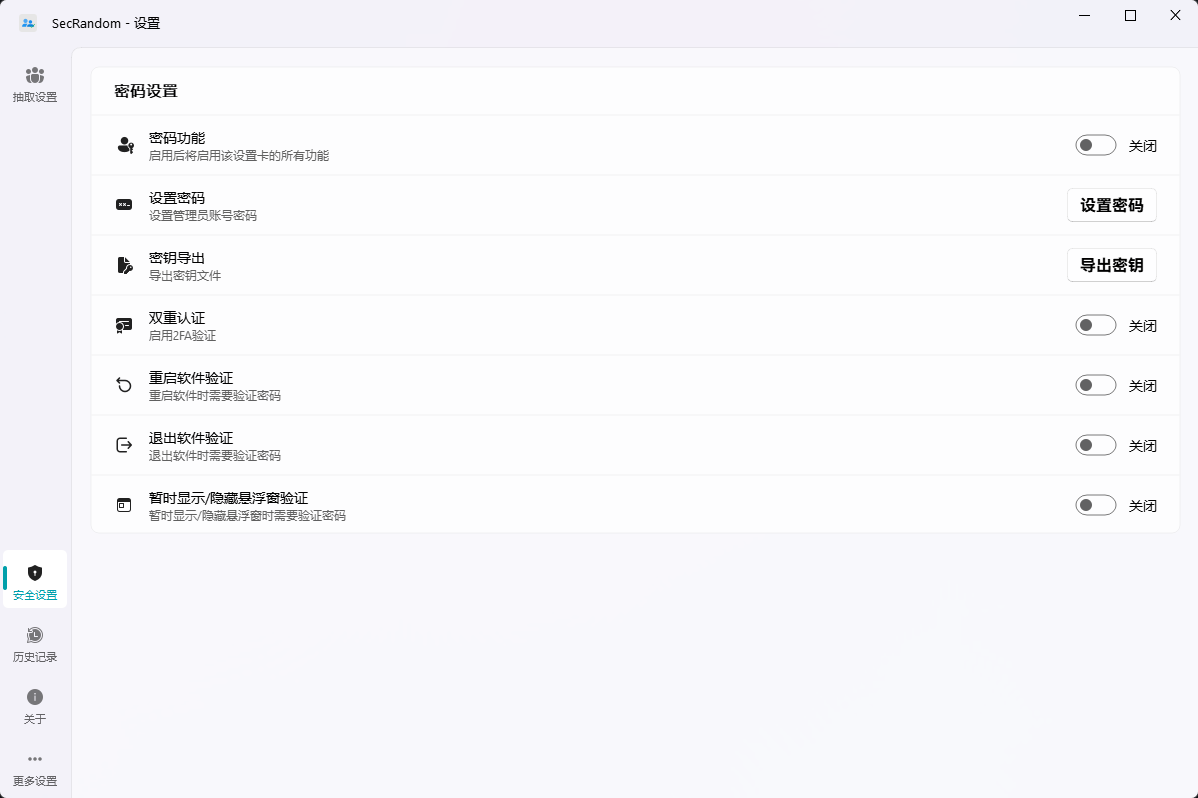 SecRandom - 设置
抽取设置
密码设置
密码功能
启用后将启用该设置卡的所有功能
关闭
设置密码
设置管理员账号密码
设置密码
密钥导出
导出密钥文件
导出密钥
双重认证
启用2FA验证
关闭
重启软件验证
重启软件时需要验证密码
关闭
退出软件验证
退出软件时需要验证密码
关闭
暂时显示/隐藏悬浮窗验证
暂时显示/隐藏悬浮窗时需要验证密码
关闭
安全设置
历史记录
关于
更多设置